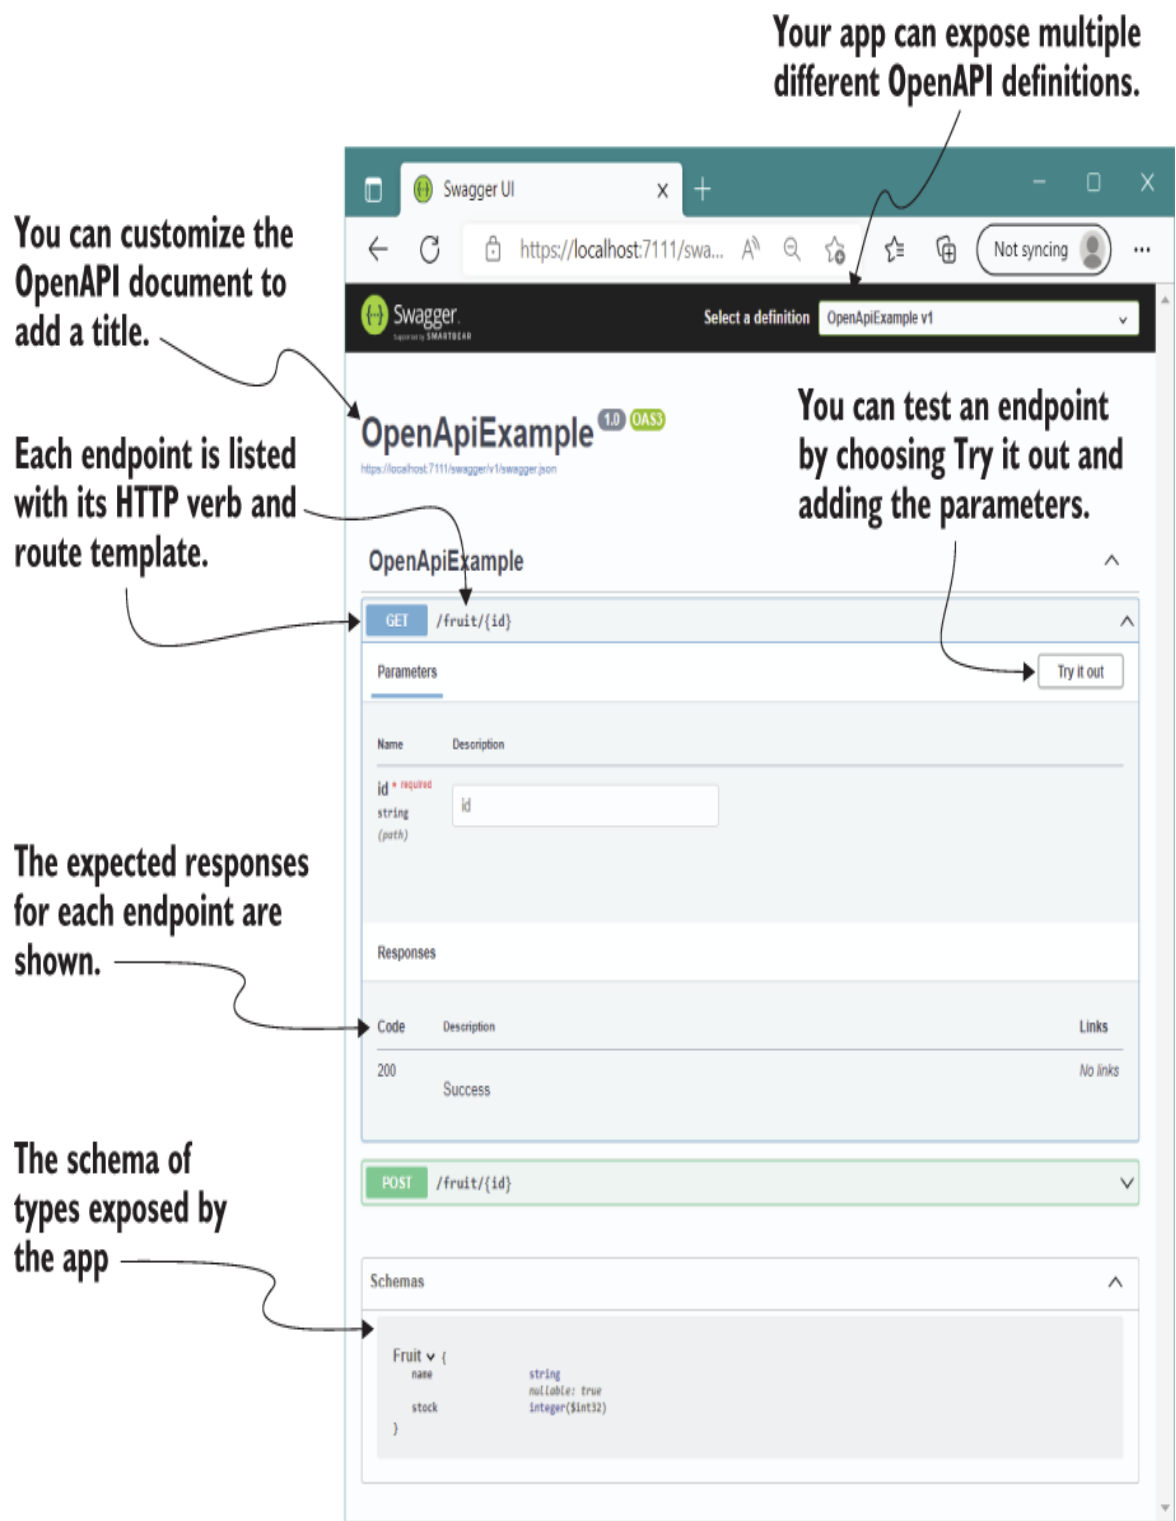 Your app can expose multiple
different OpenAPI definitions.
Swagger UI
https://localhost:7111/swa...
Not syncing
You can customize the
OpenAPI document to
add a title.
Swagger.
Supported by SMARTBEAR
Select a definition
OpenApiExample v1
OpenApiExample 1.0 OAS3
https://localhost:7111/swagger/v1/swagger.json
You can test an endpoint
by choosing Try it out and
adding the parameters.
Each endpoint is listed
with its HTTP verb and
route template.
OpenApiExample
GET /fruit/{id}
Parameters
Try it out
Name Description
id * required
string
(path)
id
The expected responses
for each endpoint are
shown.
Responses
Code Description Links
200 Success No links
The schema of
types exposed by
the app
POST /fruit/{id}
Schemas
Fruit {
name string
nullable: true
stock integer($int32)
}